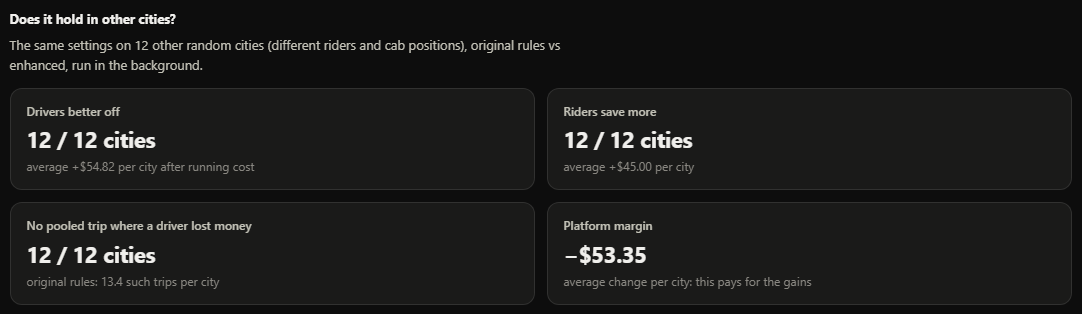 Does it hold in other cities?
The same settings on 12 other random cities (different riders and cab positions), original rules vs
enhanced, run in the background.
Drivers better off
12 / 12 cities
average +$54.82 per city after running cost
Riders save more
12 / 12 cities
average +$45.00 per city
No pooled trip where a driver lost money
12 / 12 cities
original rules: 13.4 such trips per city
Platform margin
−$53.35
average change per city: this pays for the gains